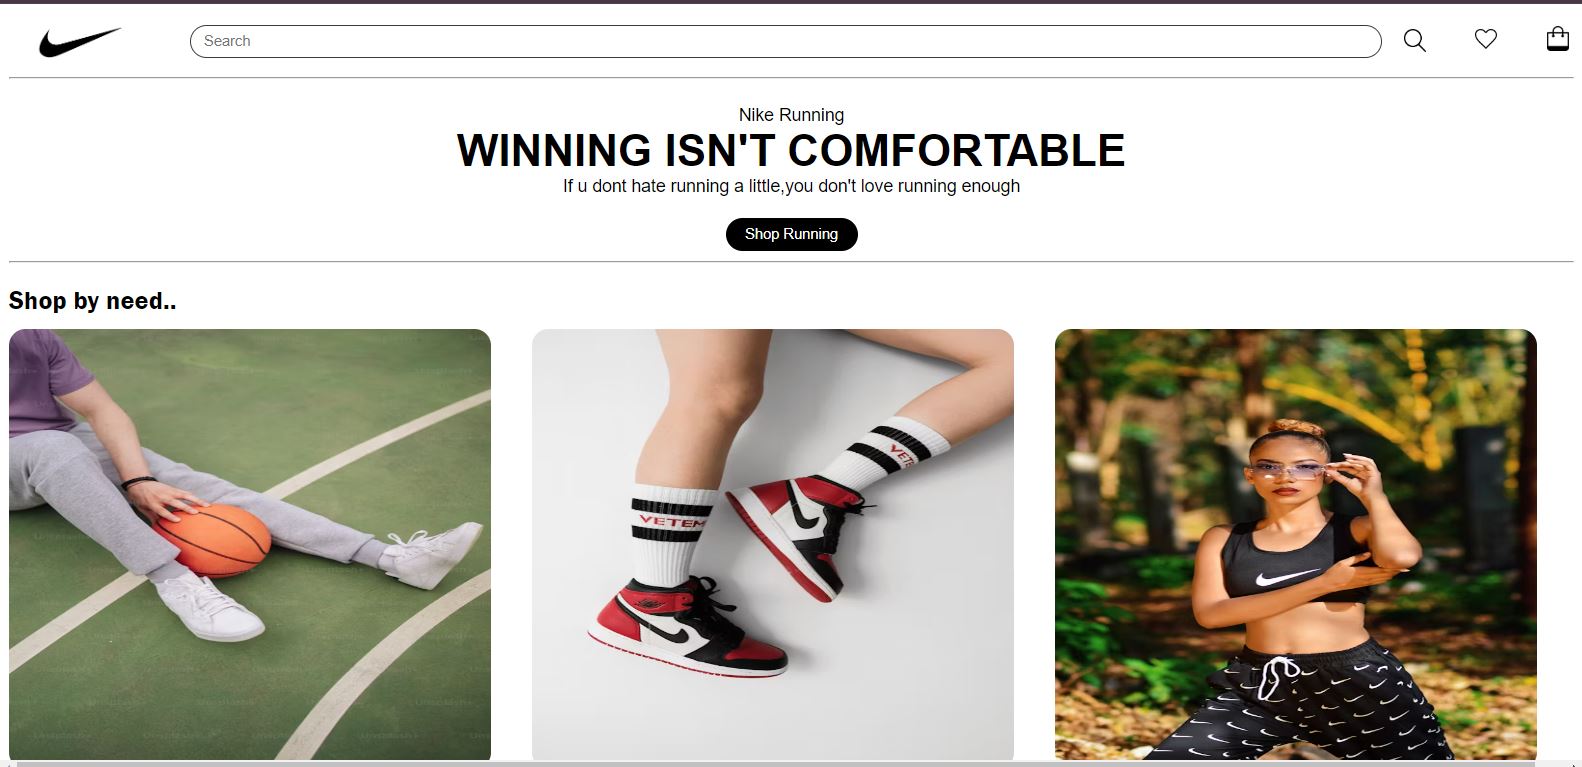 Search
Nike Running
WINNING ISN'T COMFORTABLE
If u dont hate running a little,you don't love running enough
Shop Running
Shop by need..
VETEM
VETE